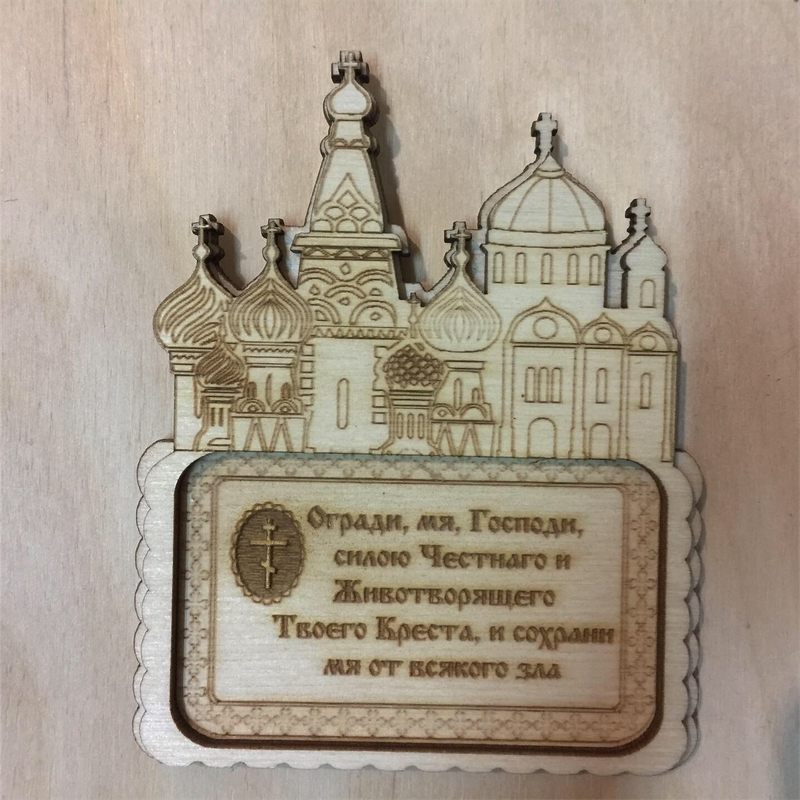 Огради, мя, Господи,
силою Честнаго и
Животворящего
Твоего Креста, и сохрани
мя от всякого зла